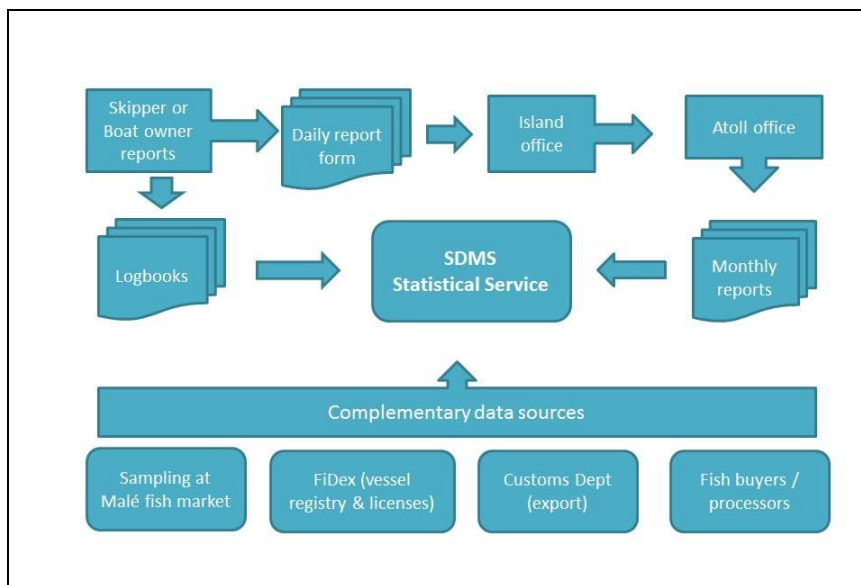 Skipper or
Boat owner
reports
Daily report
form
Island
office
Atoll office
Logbooks
SDMS
Statistical Service
Monthly
reports
Complementary data sources
Sampling at
Malé fish market
FiDex (vessel
registry & licenses)
Customs Dept
(export)
Fish buyers /
processors